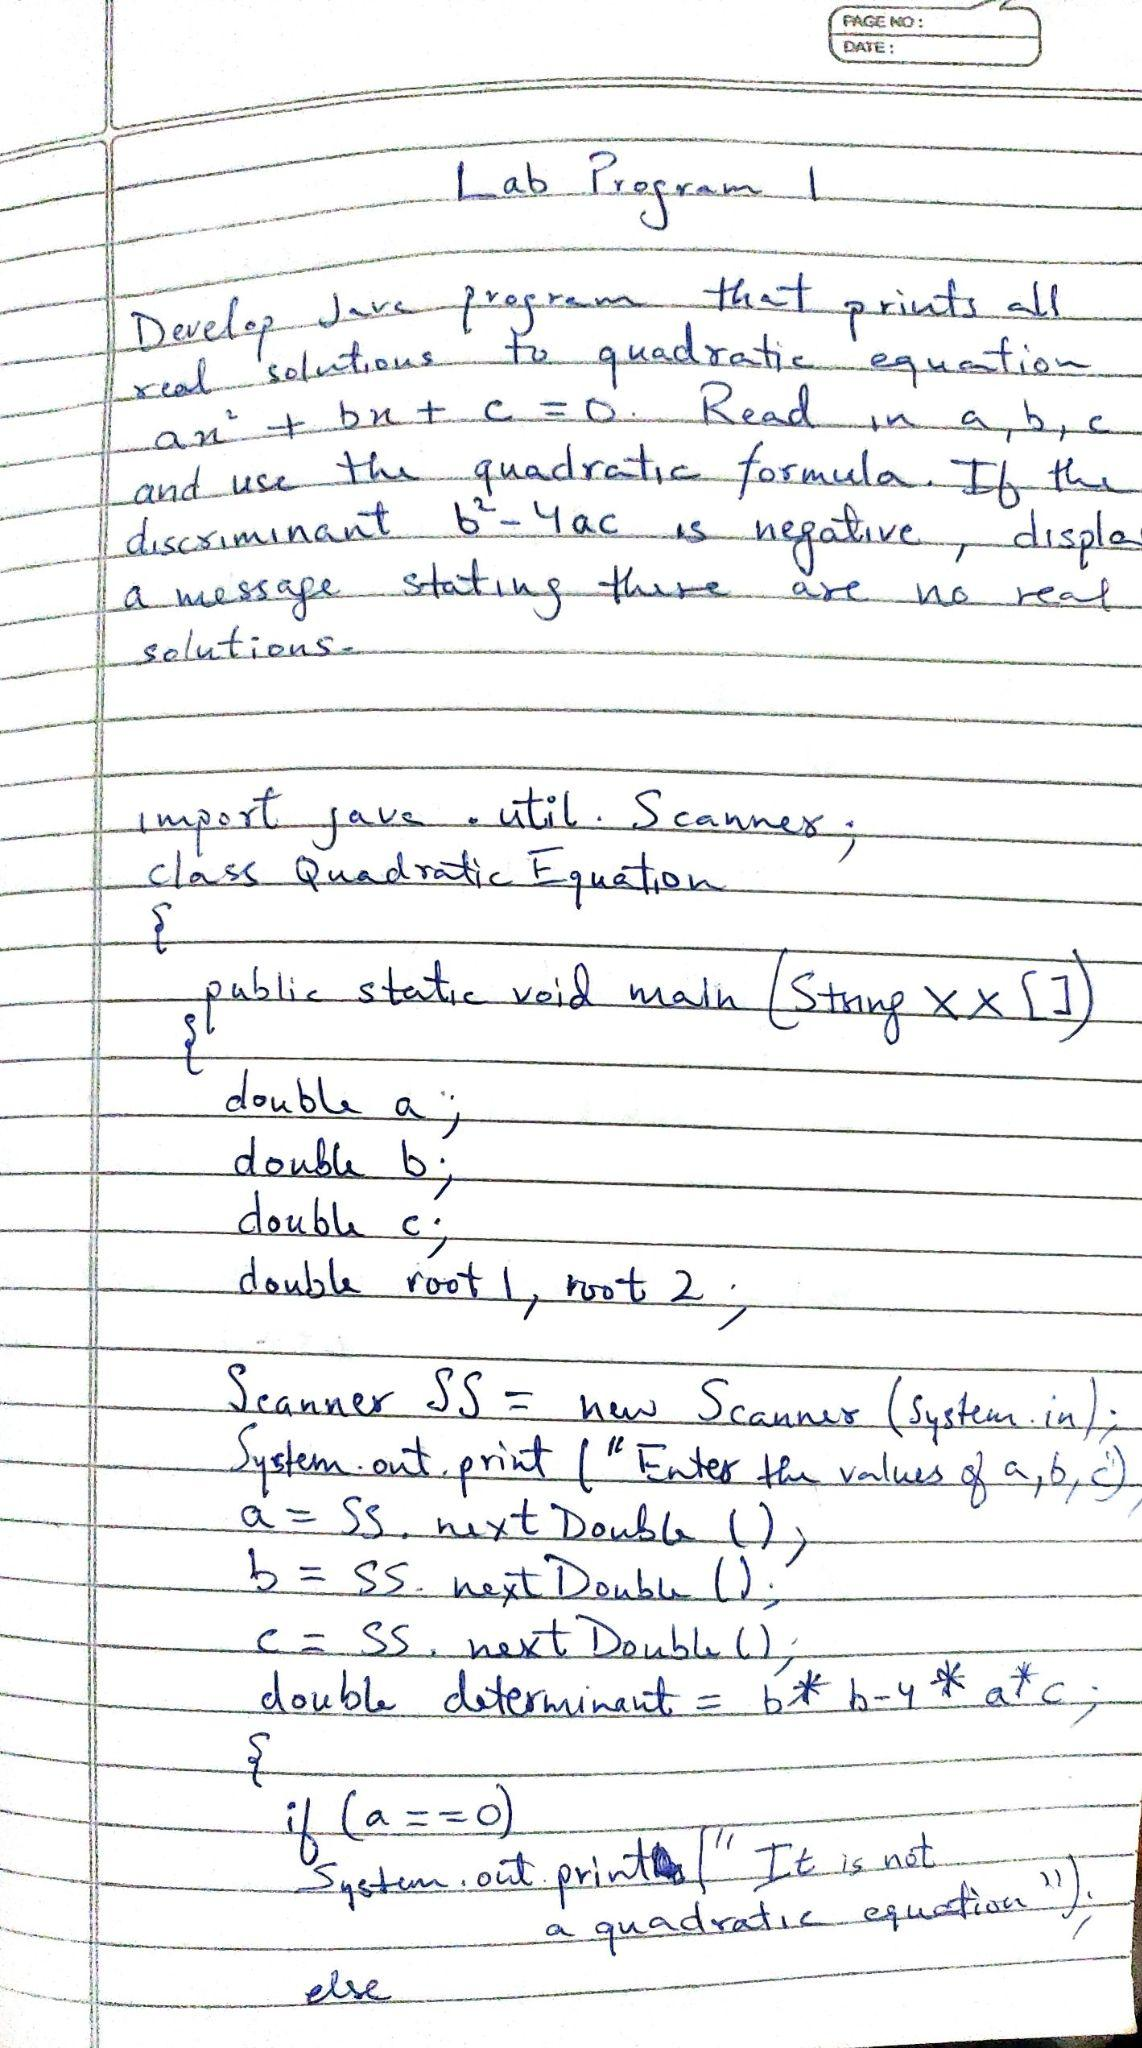 PAGE NO:
DATE:
Lab Program 1
Develop Java program that prints all
real solutions to quadratic equation
ax² + bx + c = 0. Read in a, b, c
and use the quadratic formula. If the
discriminant b²-4ac is negative, displa
a message stating there are no real
solutions.
import java.util.Scanner;
class Quadratic Equation
{
public static void main (String xx [])
{
double a;
double b;
double c;
double root 1, root 2;
Scanner SS = new Scanner (System.in);
System.out.print ("Enter the values of a, b, c");
a = SS.nextDouble ();
b = SS.nextDouble ();
c = SS.nextDouble ();
double determinant = b* b-4 * a*c;
{
if (a==0)
System.out.print ("It is not
a quadratic equation");
else